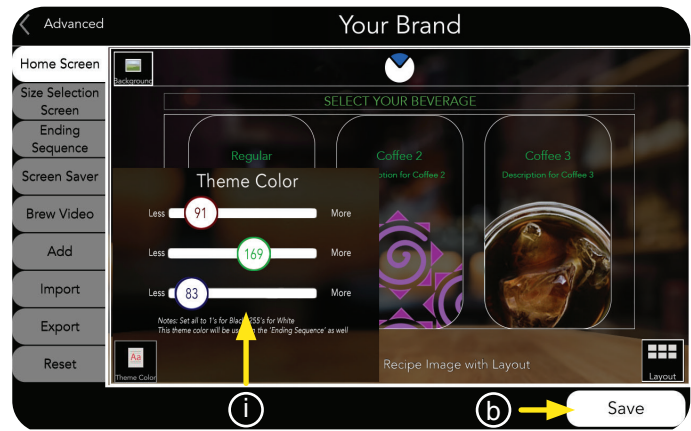 Advanced
Your Brand
Home Screen
Size Selection
Screen
Ending
Sequence
Screen Saver
Brew Video
Add
Import
Export
Reset
Background
SELECT YOUR BEVERAGE
Regular
Coffee 2
Coffee 3
Description for Coffee 3
for Coffee 2
Theme Color
Less 91 More
Less 169 More
Less 83 More
Notes: Set all to 1's for Black 255's for White
This theme color will be in the 'Ending Sequence' as well
Aa
Theme Color
Recipe Image with Layout
Layout
i
b
Save